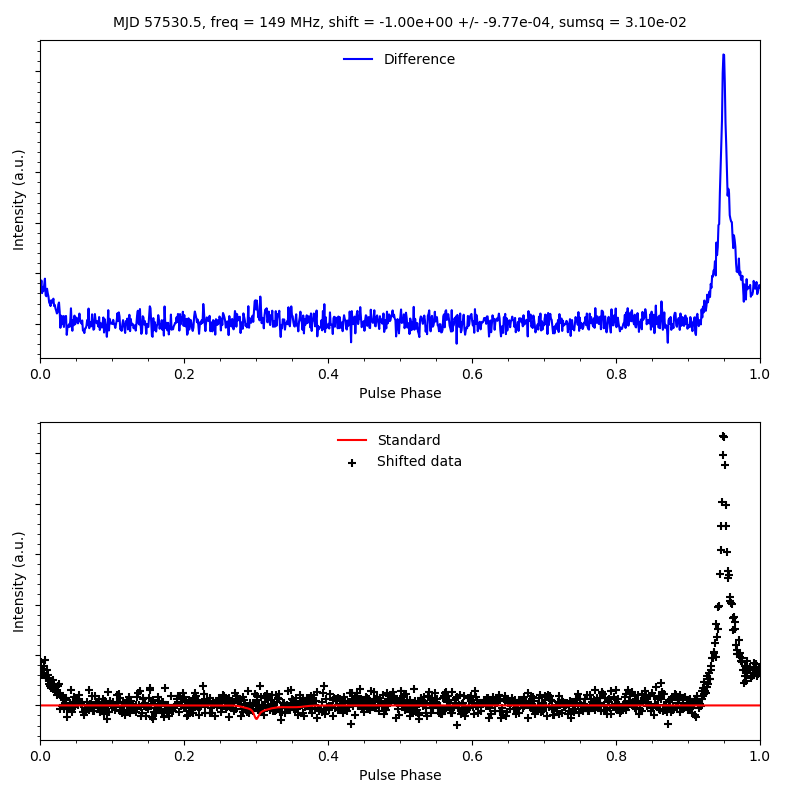 MJD 57530.5, freq = 149 MHz, shift = -1.00e+00 +/- -9.77e-04, sumsq = 3.10e-02
Difference
Intensity (a.u.)
0.0 0.2 0.4 0.6 0.8 1.0
Pulse Phase
Standard
Shifted data
Intensity (a.u.)
0.0 0.2 0.4 0.6 0.8 1.0
Pulse Phase